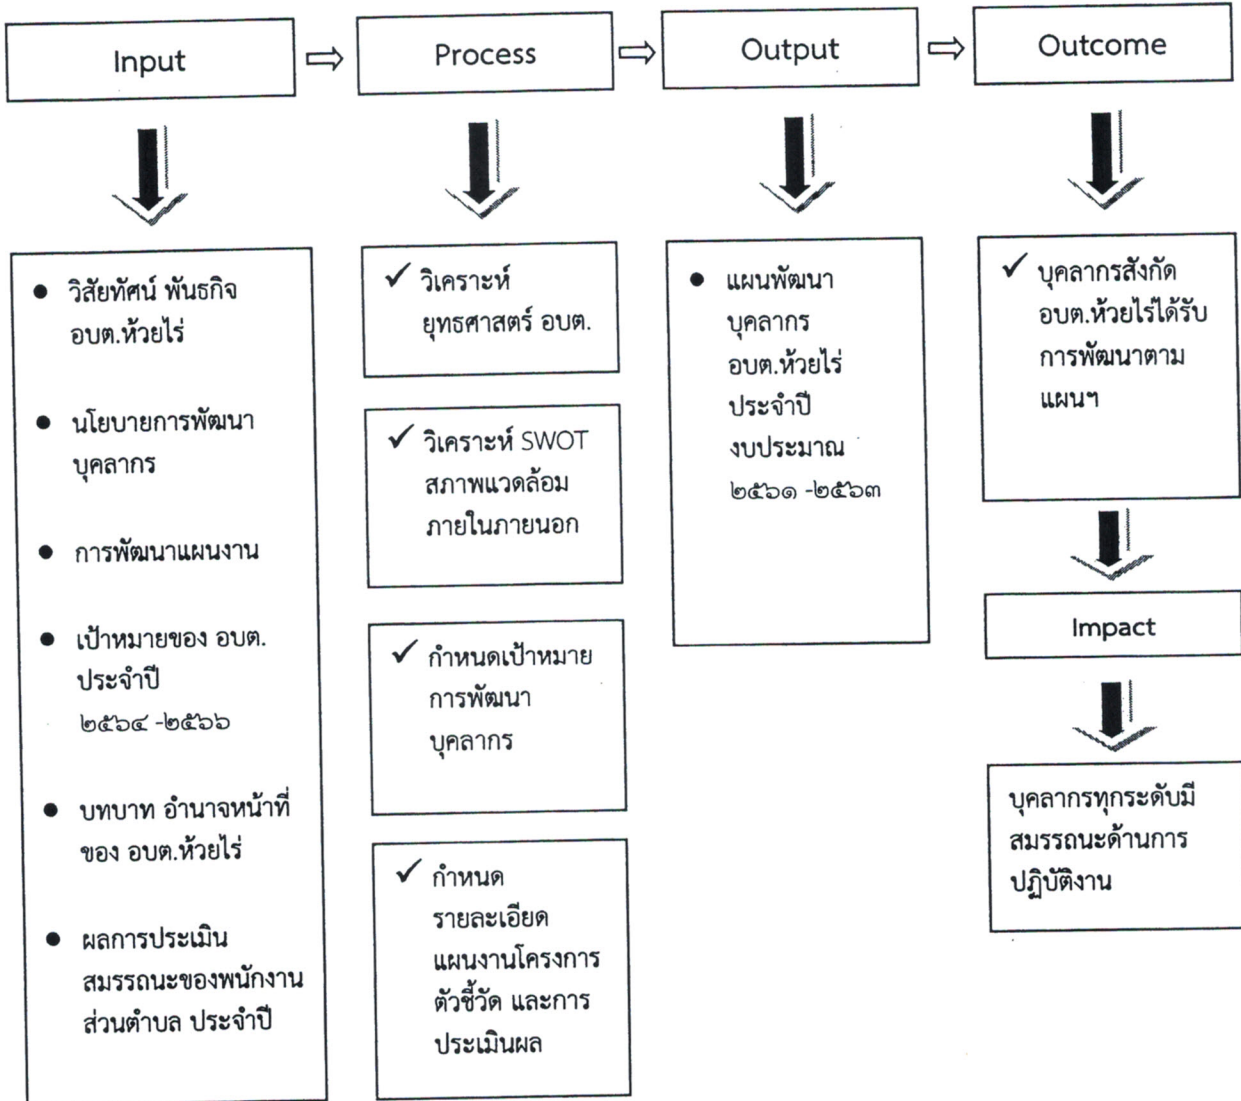 Input
Process
Output
Outcome
● วิสัยทัศน์ พันธกิจ
อบต.ห้วยไร่
● นโยบายการพัฒนา
บุคลากร
● การพัฒนาแผนงาน
● เป้าหมายของ อบต.
ประจำปี
๒๕๖๔ -๒๕๖๖
● บทบาท อำนาจหน้าที่
ของ อบต.ห้วยไร่
● ผลการประเมิน
สมรรถนะของพนักงาน
ส่วนตำบล ประจำปี
✓ วิเคราะห์
ยุทธศาสตร์ อบต.
✓ วิเคราะห์ SWOT
สภาพแวดล้อม
ภายในภายนอก
✓ กำหนดเป้าหมาย
การพัฒนา
บุคลากร
✓ กำหนด
รายละเอียด
แผนงานโครงการ
ตัวชี้วัด และการ
ประเมินผล
● แผนพัฒนา
บุคลากร
อบต.ห้วยไร่
ประจำปี
งบประมาณ
๒๕๖๑ -๒๕๖๓
✓ บุคลากรสังกัด
อบต.ห้วยไร่ได้รับ
การพัฒนาตาม
แผนฯ
Impact
บุคลากรทุกระดับมี
สมรรถนะด้านการ
ปฏิบัติงาน